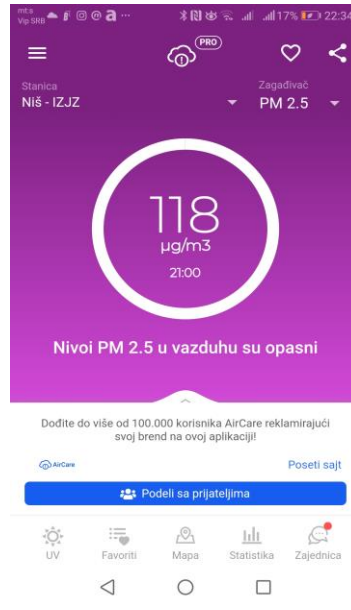 mt:s
Vip SRB
17% 22:34
PRO
Stanica
Niš - IZJZ
Zagađivač
PM 2.5
118
µg/m3
21:00
Nivoi PM 2.5 u vazduhu su opasni
Dođite do više od 100.000 korisnika AirCare reklamirajući
svoj brend na ovoj aplikaciji!
AirCare
Poseti sajt
Podeli sa prijateljima
UV
Favoriti
Mapa
Statistika
Zajednica